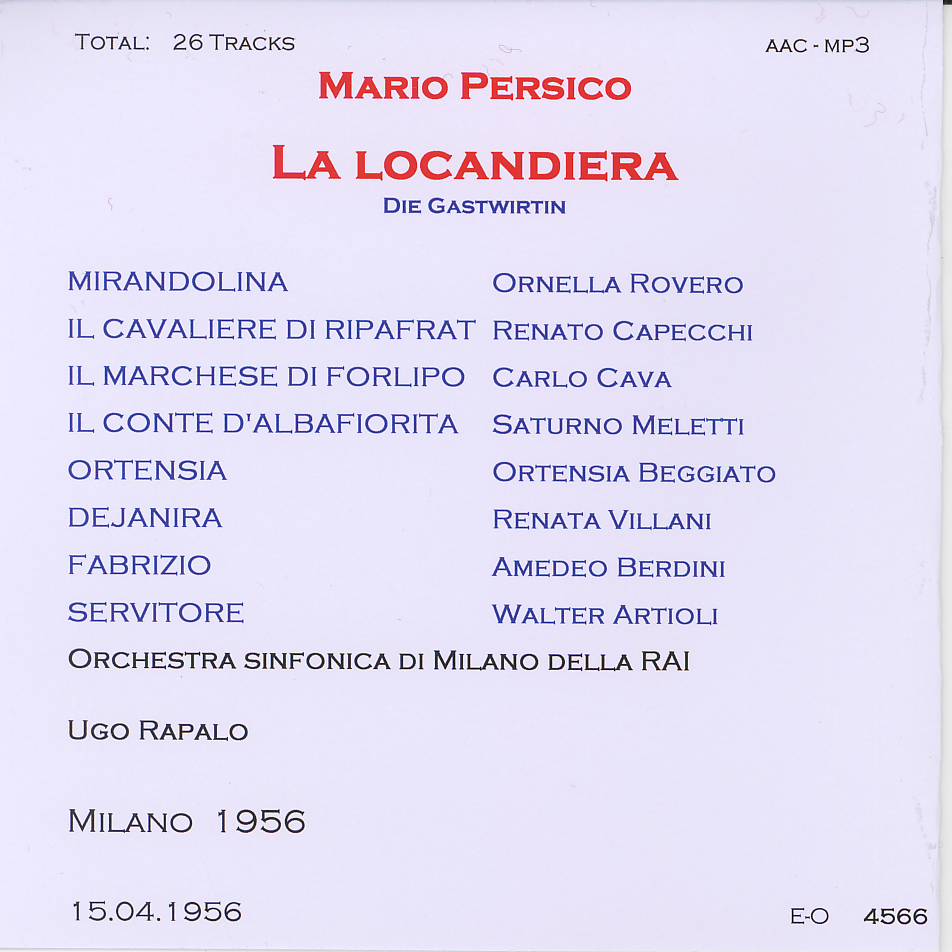 TOTAL: 26 TRACKS AAC - MP3
MARIO PERSICO
LA LOCANDIERA
DIE GASTWIRTIN
MIRANDOLINA ORNELLA ROVERO
IL CAVALIERE DI RIPAFRAT RENATO CAPECCHI
IL MARCHESE DI FORLIPO CARLO CAVA
IL CONTE D'ALBAFIORITA SATURNO MELETTI
ORTENSIA ORTENSIA BEGGIATO
DEJANIRA RENATA VILLANI
FABRIZIO AMEDEO BERDINI
SERVITORE WALTER ARTIOLI
ORCHESTRA SINFONICA DI MILANO DELLA RAI
UGO RAPALO
MILANO 1956
15.04.1956 E-O 4566